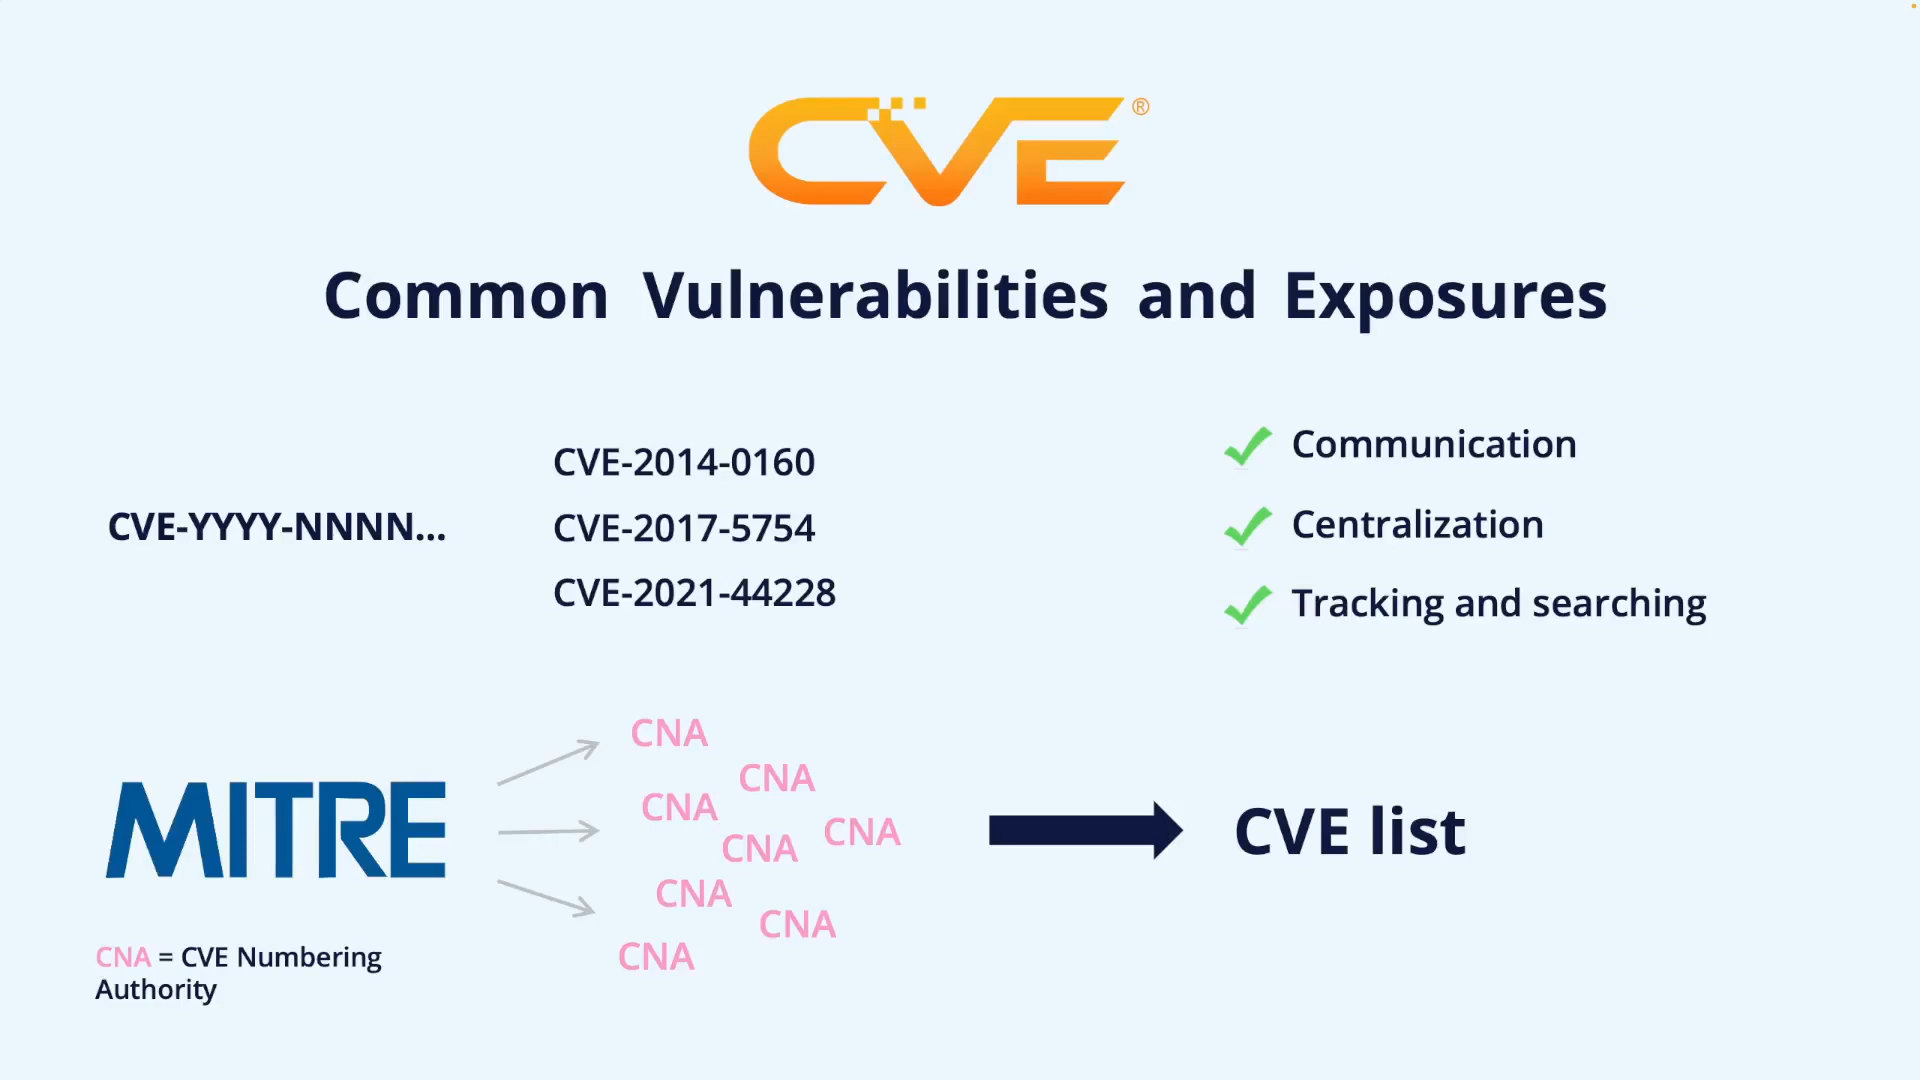 CVE®
Common Vulnerabilities and Exposures
CVE-YYYY-NNNN...
CVE-2014-0160
CVE-2017-5754
CVE-2021-44228
Communication
Centralization
Tracking and searching
MITRE
CNA
CNA
CNA
CNA
CNA
CNA
CNA
CNA
CVE list
CNA = CVE Numbering
Authority